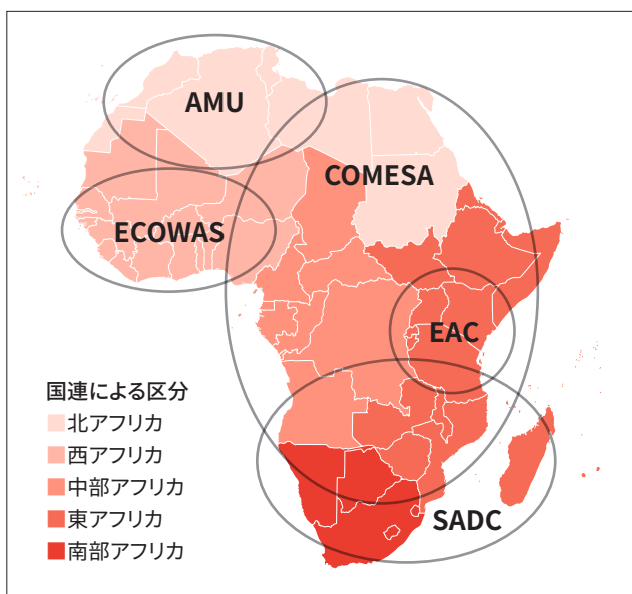 AMU
COMESA
ECOWAS
EAC
SADC
国連による区分
北アフリカ
西アフリカ
中部アフリカ
東アフリカ
南部アフリカ